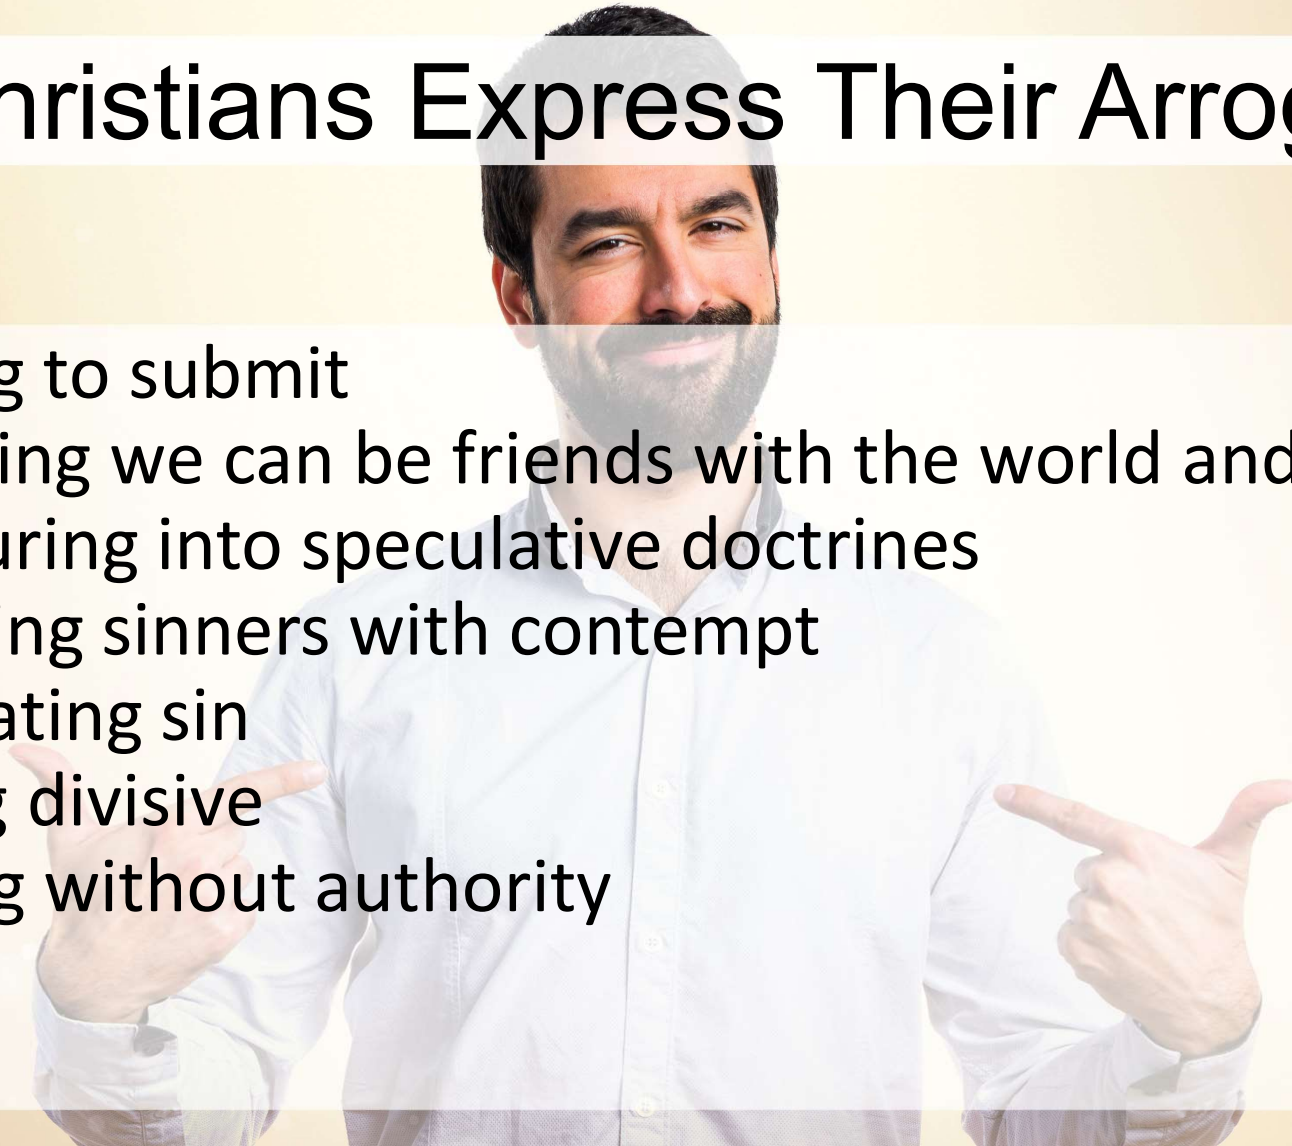 hristians Express Their Arrog
g to submit
ing we can be friends with the world and
uring into speculative doctrines
ing sinners with contempt
ating sin
g divisive
g without authority